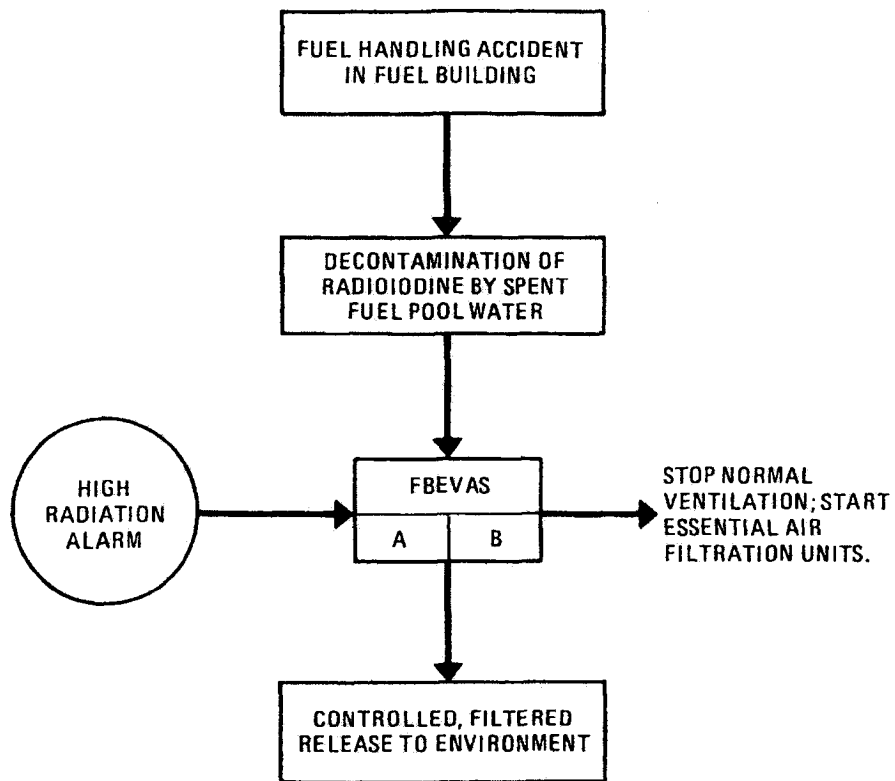 FUEL HANDLING ACCIDENT
IN FUEL BUILDING
DECONTAMINATION OF
RADIOIODINE BY SPENT
FUEL POOL WATER
HIGH
RADIATION
ALARM
FBEVAS
A
B
STOP NORMAL
VENTILATION; START
ESSENTIAL AIR
FILTRATION UNITS.
CONTROLLED, FILTERED
RELEASE TO ENVIRONMENT